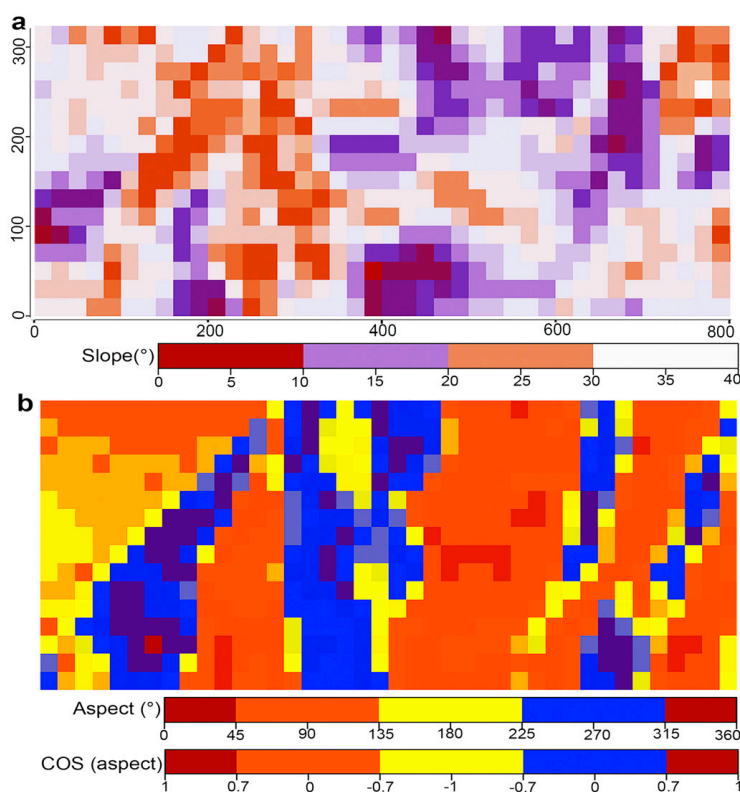 a
300
200
100
0
0 200 400 600 800
Slope(°)
0 5 10 15 20 25 30 35 40
b
Aspect (°)
0 45 90 135 180 225 270 315 360
COS (aspect)
1 0.7 0 -0.7 -1 -0.7 0 0.7 1